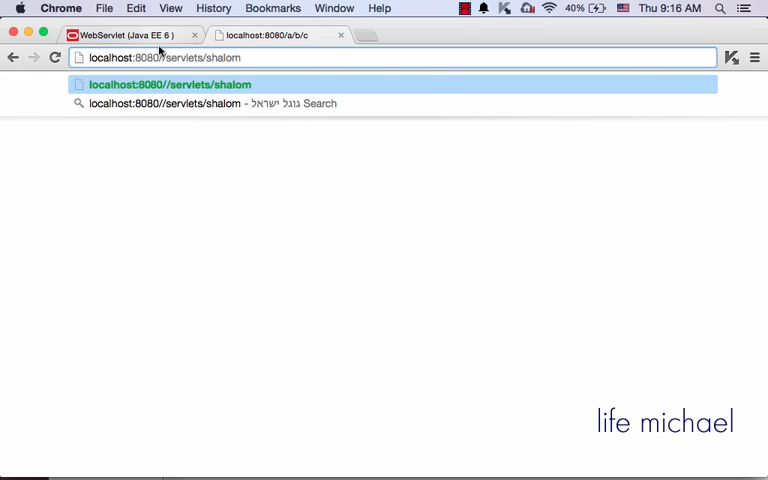 Chrome File Edit View History Bookmarks Window Help 40% Thu 9:16 AM
WebServlet (Java EE 6 ) localhost:8080/a/b/c
localhost:8080//servlets/shalom
localhost:8080//servlets/shalom
localhost:8080//servlets/shalom - גוגל ישראל Search
life michael